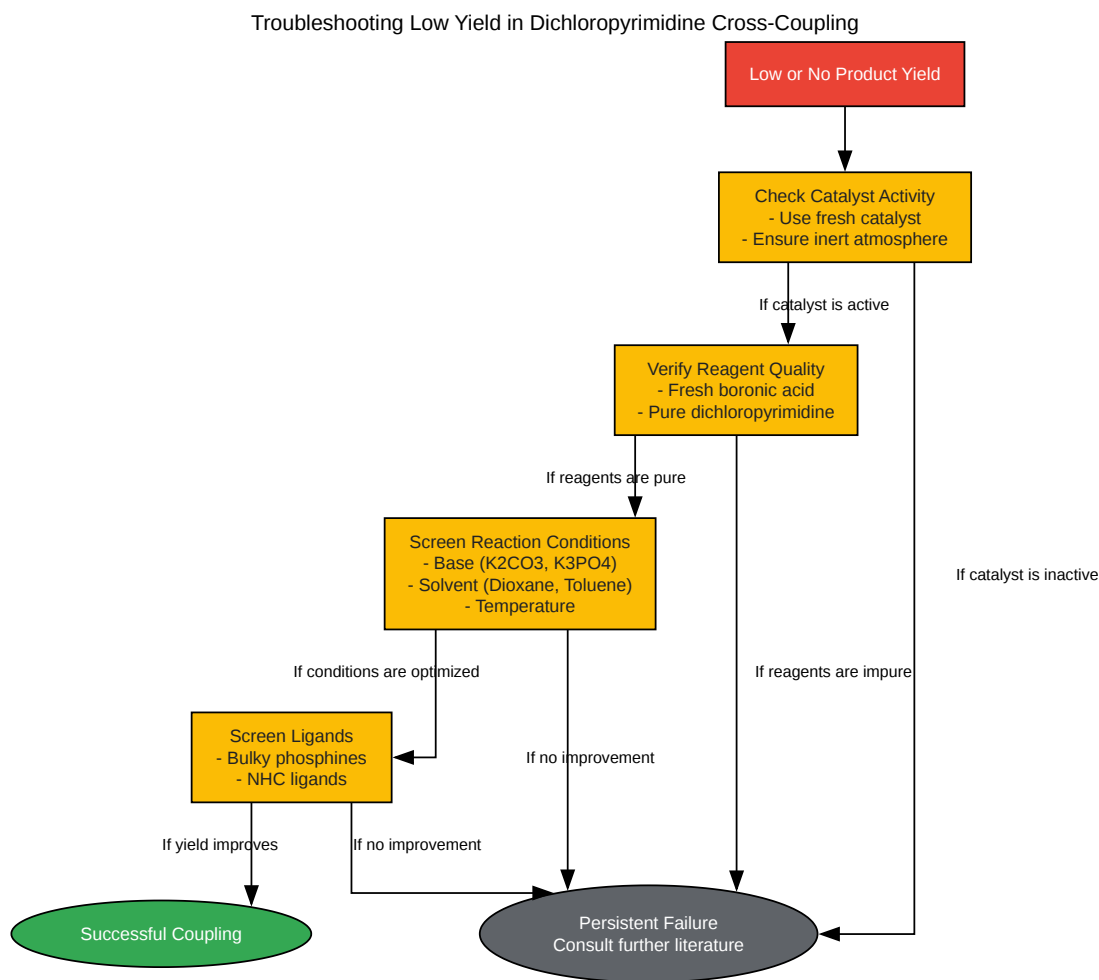 Troubleshooting Low Yield in Dichloropyrimidine Cross-Coupling
Low or No Product Yield
Check Catalyst Activity
- Use fresh catalyst
- Ensure inert atmosphere
If catalyst is active
Verify Reagent Quality
- Fresh boronic acid
- Pure dichloropyrimidine
If reagents are pure
Screen Reaction Conditions
- Base (K2CO3, K3PO4)
- Solvent (Dioxane, Toluene)
- Temperature
If catalyst is inactive
If conditions are optimized
If reagents are impure
Screen Ligands
- Bulky phosphines
- NHC ligands
If no improvement
If yield improves
If no improvement
Successful Coupling
Persistent Failure
Consult further literature